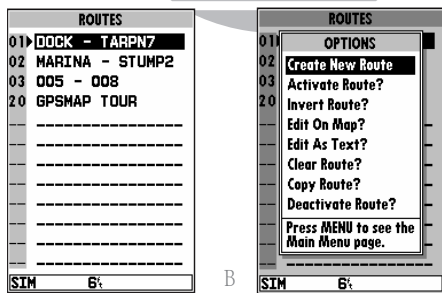 ROUTES
01 DOCK - TARPN7
02 MARINA - STUMP2
03 005 - 008
20 GPSMAP TOUR
SIM
B
ROUTES
01
02
03
20
OPTIONS
Create New Route
Activate Route?
Invert Route?
Edit On Map?
Edit As Text?
Clear Route?
Copy Route?
Deactivate Route?
Press MENU to see the
Main Menu page.
SIM